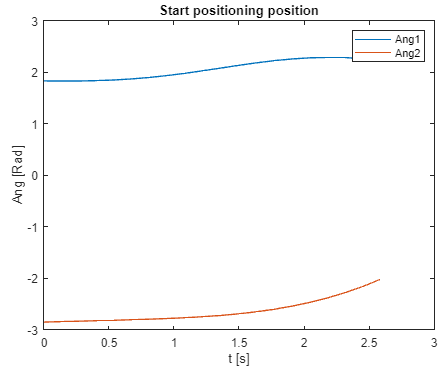 Start positioning position
3
2
1
0
-1
-2
-3
Ang [Rad]
Ang1
Ang2
0 0.5 1 1.5 2 2.5 3
t [s]